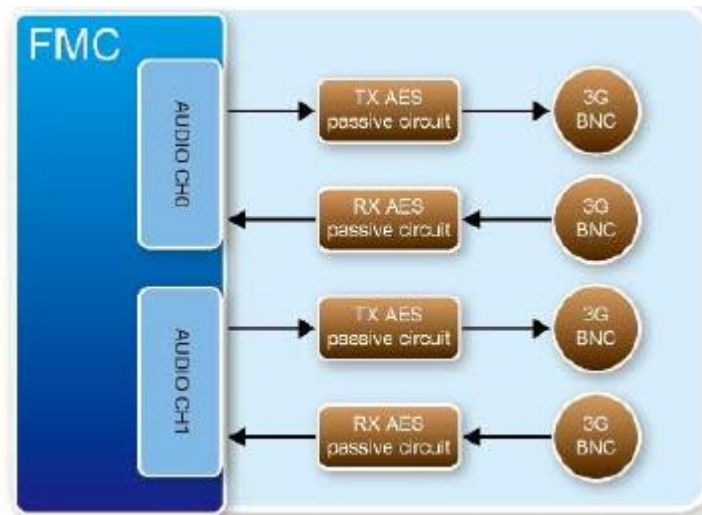 FMC
AUDIO CH0
TX AES
passive circuit
3G
BNC
RX AES
passive circuit
3G
BNC
AUDIO CH1
TX AES
passive circuit
3G
BNC
RX AES
passive circuit
3G
BNC